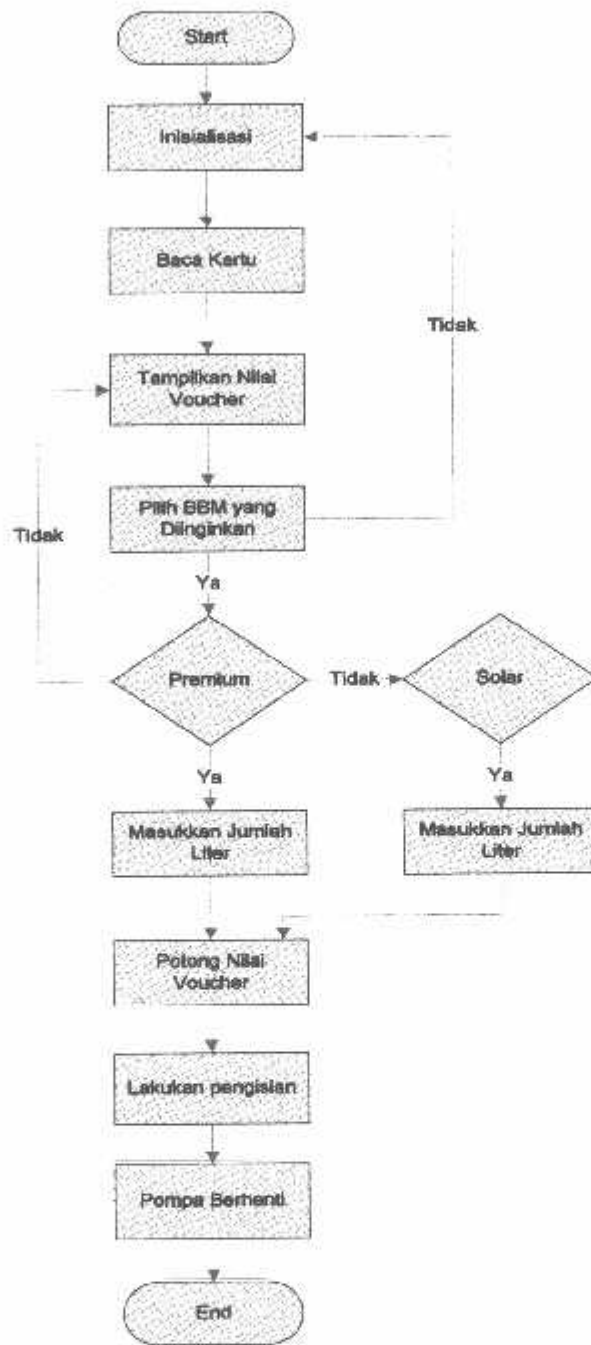 Start
Inisialisasi
Baca Kartu
Tidak
Tampilkan Nilai
Voucher
Pilih BBM yang
Diinginkan
Tidak
Ya
Premium
Tidak
Solar
Ya
Ya
Masukkan Jumlah
Liter
Masukkan Jumlah
Liter
Potong Nilai
Voucher
Lakukan pengisian
Pompa Berhenti
End